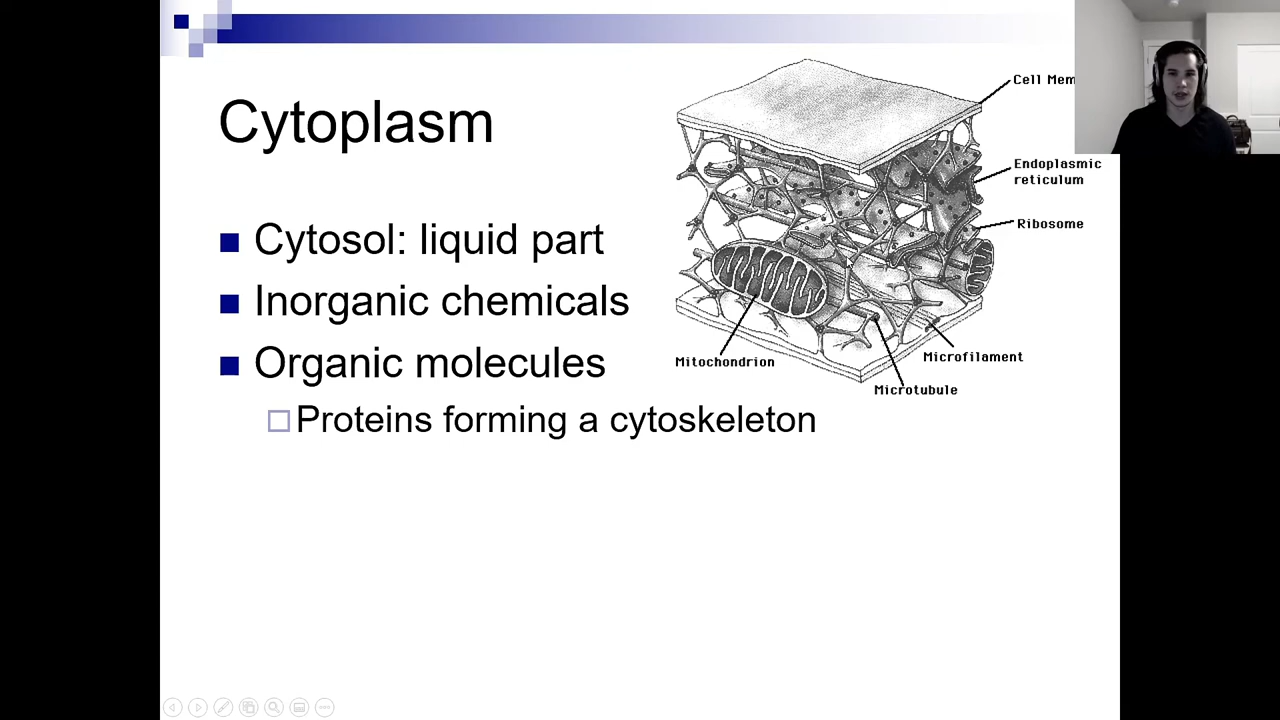 Cytoplasm
Cytosol: liquid part
Inorganic chemicals
Organic molecules
Proteins forming a cytoskeleton
Cell Mem
Endoplasmic
reticulum
Ribosome
Mitochondrion
Microfilament
Microtubule